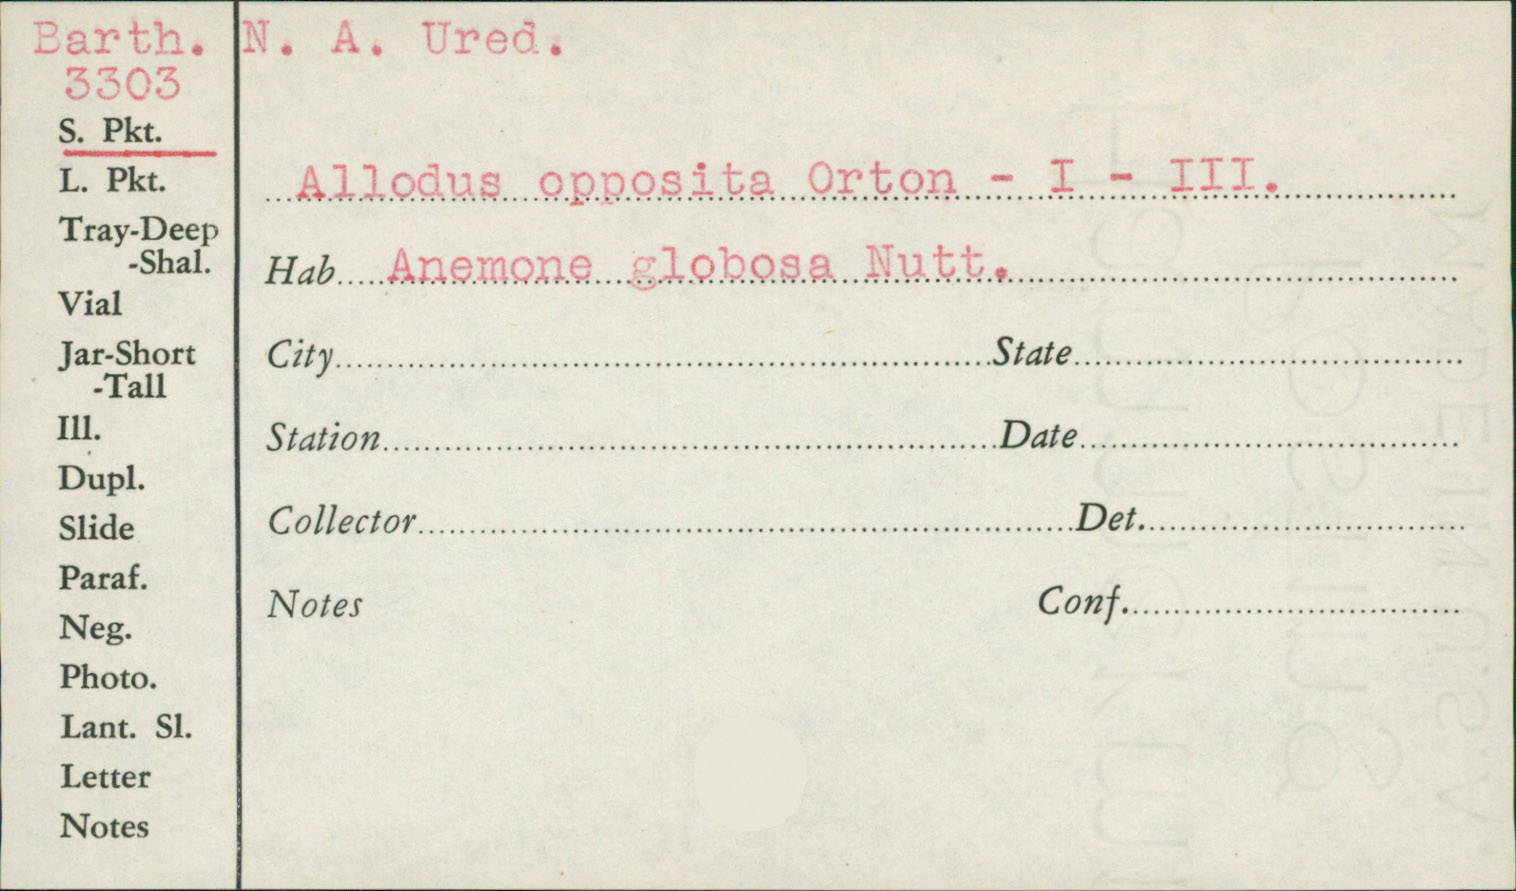 Barth. N. A. Ured.
3303
S. Pkt.
L. Pkt.
Tray-Deep
-Shal.
Vial
Jar-Short
-Tall
Ill.
Dupl.
Slide
Paraf.
Neg.
Photo.
Lant. Sl.
Letter
Notes
Allodus opposita Orton - I - III.
Hab Anemone globosa Nutt.
City State
Station Date
Collector Det.
Notes Conf.
MADE IN U.S.A.